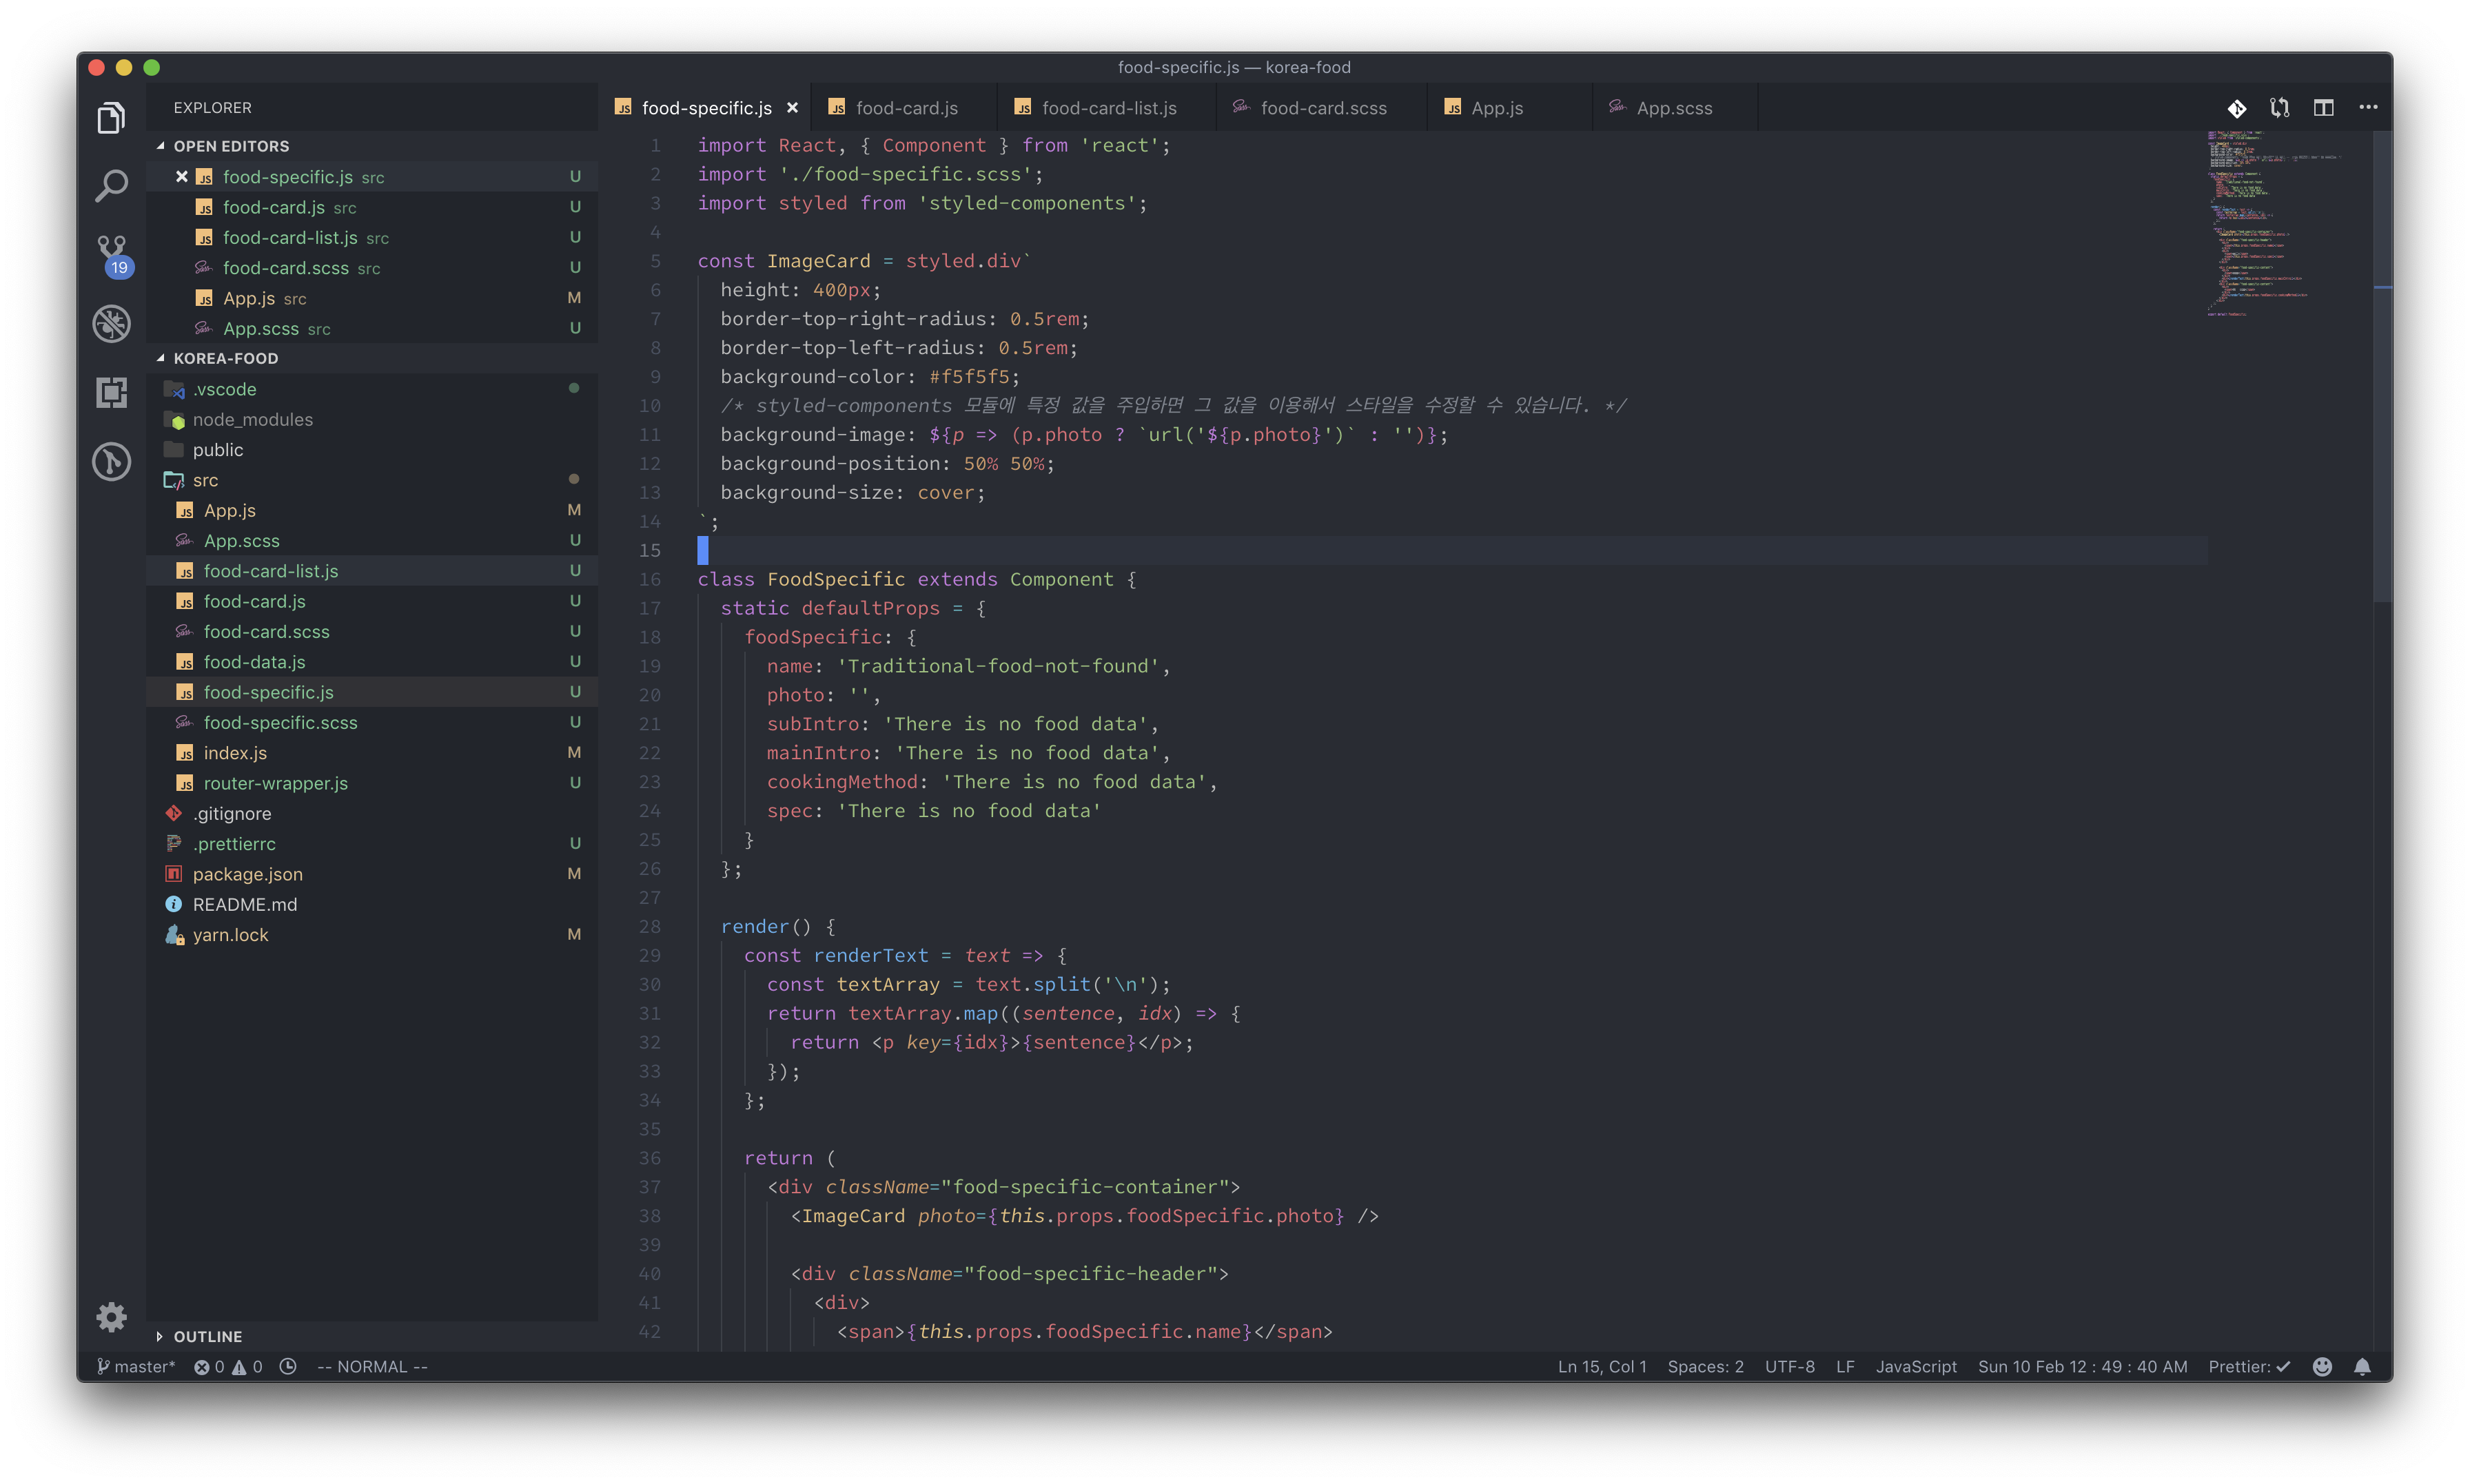 food-specific.js — korea-food
EXPLORER
food-specific.js food-card.js food-card-list.js food-card.scss App.js App.scss
OPEN EDITORS
food-specific.js src U
food-card.js src U
food-card-list.js src U
food-card.scss src U
App.js src M
App.scss src U
19
KOREA-FOOD
.vscode
node_modules
public
src
App.js M
App.scss U
food-card-list.js U
food-card.js U
food-card.scss U
food-data.js U
food-specific.js U
food-specific.scss U
index.js M
router-wrapper.js U
.gitignore
.prettierrc U
package.json M
README.md
yarn.lock M
OUTLINE
1 import React, { Component } from 'react';
2 import './food-specific.scss';
3 import styled from 'styled-components';
4
5 const ImageCard = styled.div`
6 height: 400px;
7 border-top-right-radius: 0.5rem;
8 border-top-left-radius: 0.5rem;
9 background-color: #f5f5f5;
10 /* styled-components 모듈에 특정 값을 주입하면 그 값을 이용해서 스타일을 수정할 수 있습니다. */
11 background-image: ${p => (p.photo ? `url('${p.photo}')` : '')};
12 background-position: 50% 50%;
13 background-size: cover;
14 `;
15
16 class FoodSpecific extends Component {
17 static defaultProps = {
18 foodSpecific: {
19 name: 'Traditional-food-not-found',
20 photo: '',
21 subIntro: 'There is no food data',
22 mainIntro: 'There is no food data',
23 cookingMethod: 'There is no food data',
24 spec: 'There is no food data'
25 }
26 };
27
28 render() {
29 const renderText = text => {
30 const textArray = text.split('\n');
31 return textArray.map((sentence, idx) => {
32 return <p key={idx}>{sentence}</p>;
33 });
34 };
35
36 return (
37 <div className="food-specific-container">
38 <ImageCard photo={this.props.foodSpecific.photo} />
39
40 <div className="food-specific-header">
41 <div>
42 <span>{this.props.foodSpecific.name}</span>
master* 0 0 -- NORMAL -- Ln 15, Col 1 Spaces: 2 UTF-8 LF JavaScript Sun 10 Feb 12 : 49 : 40 AM Prettier: ✓